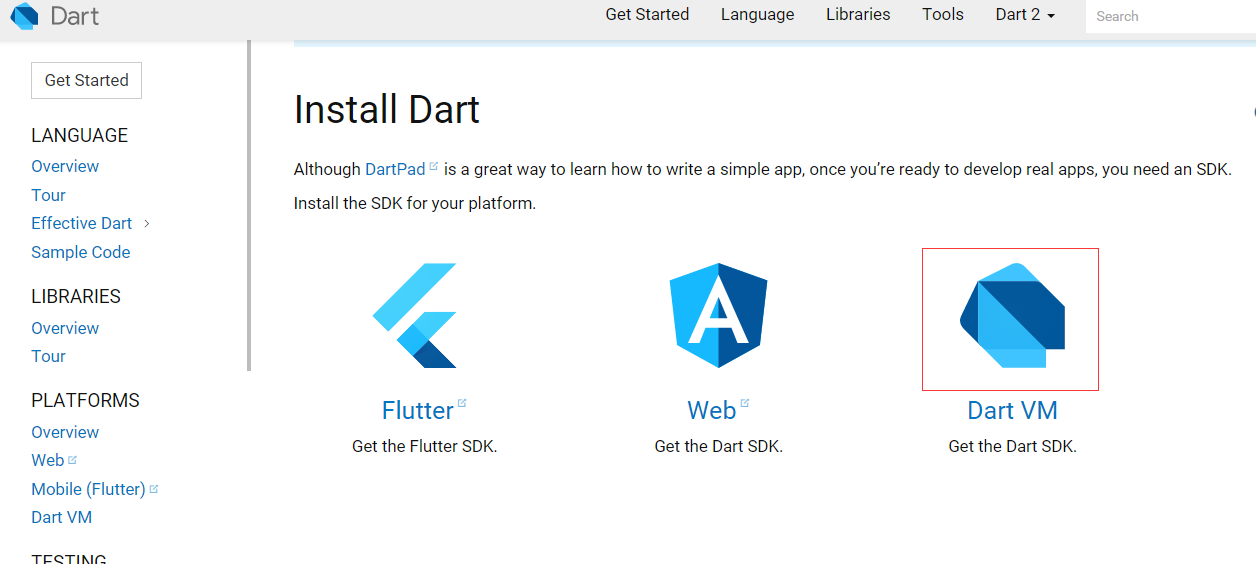 Dart
Get Started Language Libraries Tools Dart 2 Search
Get Started
LANGUAGE
Overview
Tour
Effective Dart
Sample Code
LIBRARIES
Overview
Tour
PLATFORMS
Overview
Web
Mobile (Flutter)
Dart VM
TESTING
Install Dart
Although DartPad is a great way to learn how to write a simple app, once you’re ready to develop real apps, you need an SDK.
Install the SDK for your platform.
Flutter
Get the Flutter SDK.
Web
Get the Dart SDK.
Dart VM
Get the Dart SDK.